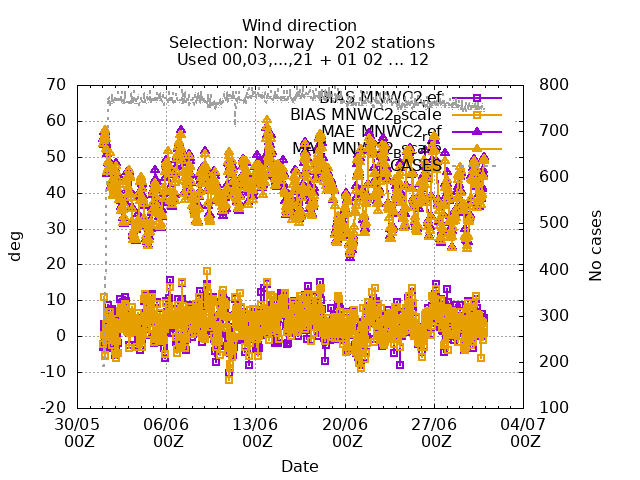 Wind direction
Selection: Norway    202 stations
Used 00,03,...,21 + 01 02 ... 12
70
60
50
40
30
20
10
0
-10
-20
deg
800
700
600
500
400
300
200
100
No cases
BIAS MNWC2_ref
BIAS MNWC2_Bscale
MAE MNWC2_ref
MAE MNWC2_Bscale
CASES
30/05 06/06 13/06 20/06 27/06 04/07
00Z 00Z 00Z 00Z 00Z 00Z
Date